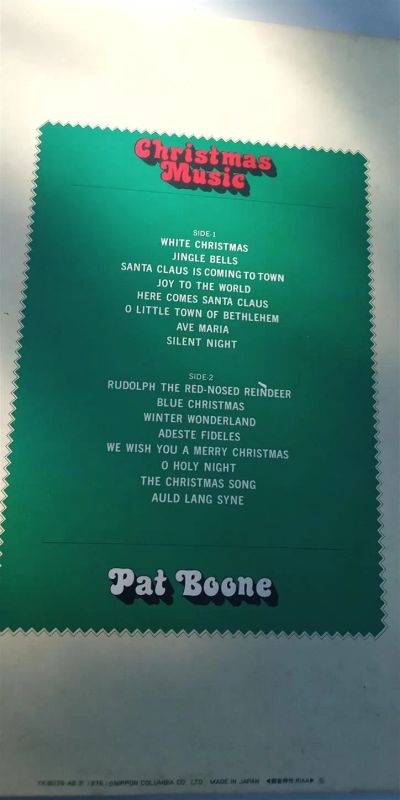 Christmas
Music
SIDE-1
WHITE CHRISTMAS
JINGLE BELLS
SANTA CLAUS IS COMING TO TOWN
JOY TO THE WORLD
HERE COMES SANTA CLAUS
O LITTLE TOWN OF BETHLEHEM
AVE MARIA
SILENT NIGHT
SIDE-2
RUDOLPH THE RED-NOSED REINDEER
BLUE CHRISTMAS
WINTER WONDERLAND
ADESTE FIDELES
WE WISH YOU A MERRY CHRISTMAS
O HOLY NIGHT
THE CHRISTMAS SONG
AULD LANG SYNE
Pat Boone
NIPPON COLUMBIA CO. LTD. MADE IN JAPAN